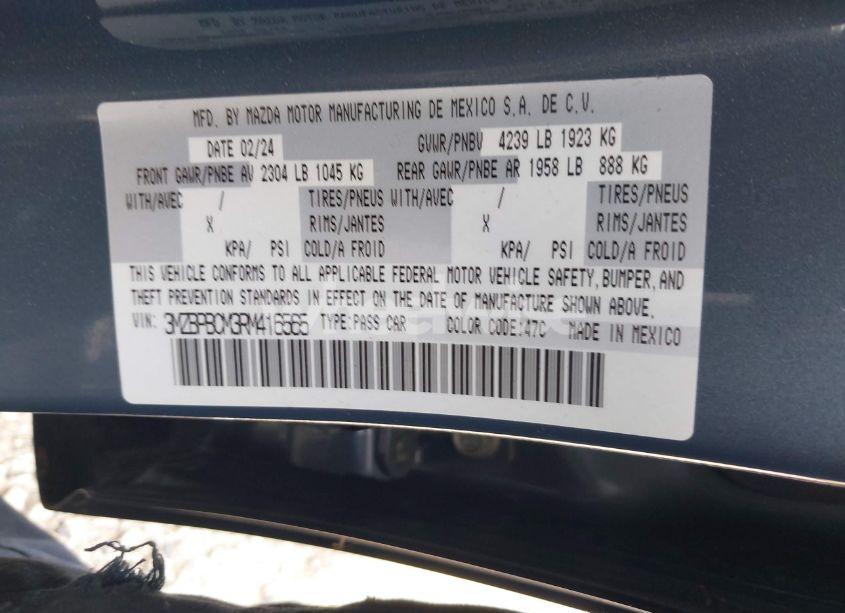 MFD. BY MAZDA MOTOR MANUFACTURING DE MEXICO S.A. DE C.V.
DATE 02/24 GVWR/PNBV 4239 LB 1923 KG
FRONT GAWR/PNBE AV 2304 LB 1045 KG REAR GAWR/PNBE AR 1958 LB 888 KG
WITH/AVEC / TIRES/PNEUS WITH/AVEC / TIRES/PNEUS
X RIMS/JANTES X RIMS/JANTES
KPA/ PSI COLD/A FROID KPA/ PSI COLD/A FROID
THIS VEHICLE CONFORMS TO ALL APPLICABLE FEDERAL MOTOR VEHICLE SAFETY, BUMPER, AND
THEFT PREVENTION STANDARDS IN EFFECT ON THE DATE OF MANUFACTURE SHOWN ABOVE.
VIN: 3MZBPBCM3RM416565 TYPE:PASS CAR COLOR CODE:47C MADE IN MEXICO